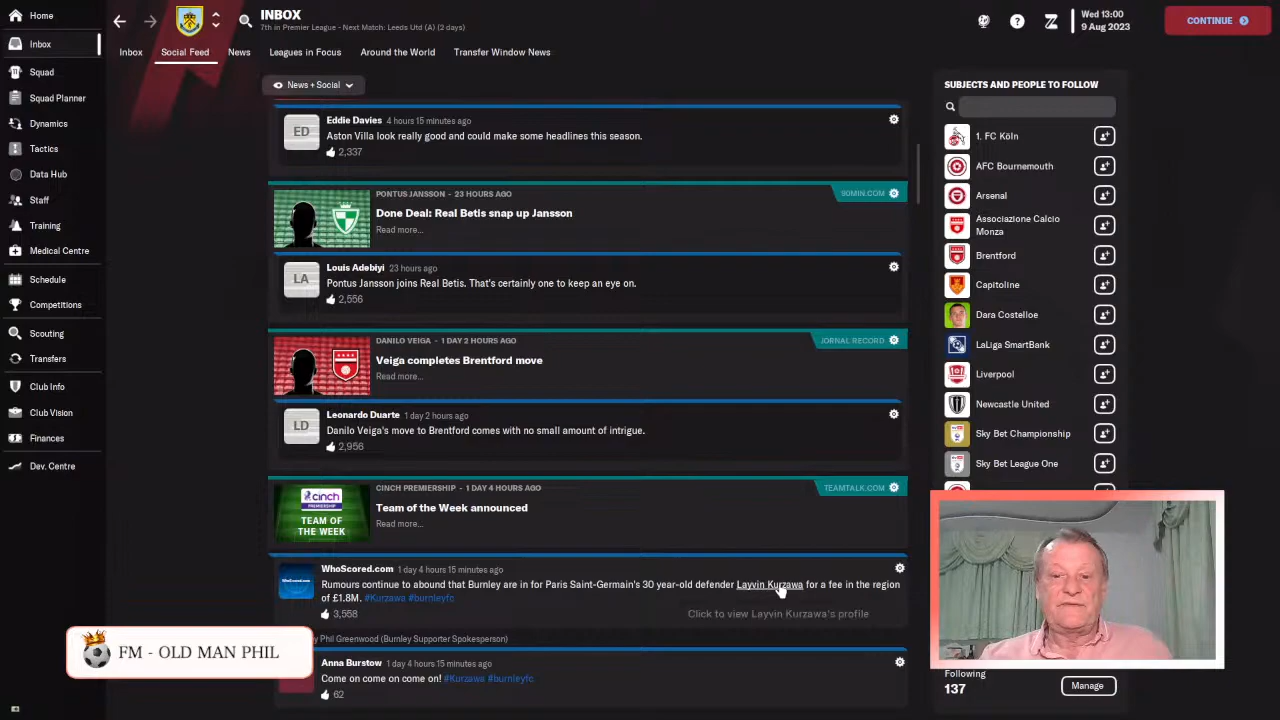 Home
Inbox
Squad
Squad Planner
Dynamics
Tactics
Data Hub
Staff
Training
Medical Centre
Schedule
Competitions
Scouting
Transfers
Club Info
Club Vision
Finances
Dev. Centre
INBOX
7th in Premier League - Next Match: Leeds Utd (A) (2 days)
Wed 13:00
9 Aug 2023
CONTINUE
Inbox Social Feed News Leagues in Focus Around the World Transfer Window News
News + Social
ED
Eddie Davies 4 hours 15 minutes ago
Aston Villa look really good and could make some headlines this season.
2,337
PONTUS JANSSON - 23 HOURS AGO
90MIN.COM
Done Deal: Real Betis snap up Jansson
Read more...
LA
Louis Adebiyi 23 hours ago
Pontus Jansson joins Real Betis. That's certainly one to keep an eye on.
2,556
DANILO VEIGA - 1 DAY 2 HOURS AGO
JORNAL RECORD
Veiga completes Brentford move
Read more...
LD
Leonardo Duarte 1 day 2 hours ago
Danilo Veiga's move to Brentford comes with no small amount of intrigue.
2,956
CINCH PREMIERSHIP - 1 DAY 4 HOURS AGO
TEAMTALK.COM
cinch
PREMIERSHIP
TEAM OF
THE WEEK
Team of the Week announced
Read more...
WhoScored.com 1 day 4 hours 15 minutes ago
Rumours continue to abound that Burnley are in for Paris Saint-Germain's 30 year-old defender Layvin Kurzawa for a fee in the region
of £1.8M. #Kurzawa #burnleyfc
3,558
Click to view Layvin Kurzawa's profile
y Phil Greenwood (Burnley Supporter Spokesperson)
Anna Burstow 1 day 4 hours 15 minutes ago
Come on come on come on! #Kurzawa #burnleyfc
62
SUBJECTS AND PEOPLE TO FOLLOW
1. FC Köln
AFC Bournemouth
Arsenal
Associazione Calcio
Monza
Brentford
Capitoline
Dara Costelloe
LaLiga SmartBank
Liverpool
Newcastle United
Sky Bet Championship
Sky Bet League One
Following
137
Manage
FM - OLD MAN PHIL